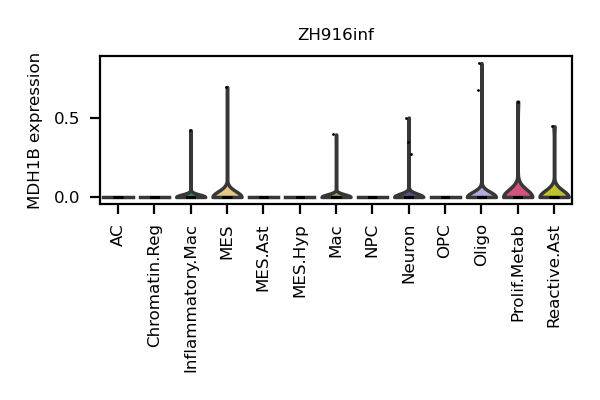 ZH916inf
MDH1B expression
0.5
0.0
AC
Chromatin.Reg
Inflammatory.Mac
MES
MES.Ast
MES.Hyp
Mac
NPC
Neuron
OPC
Oligo
Prolif.Metab
Reactive.Ast